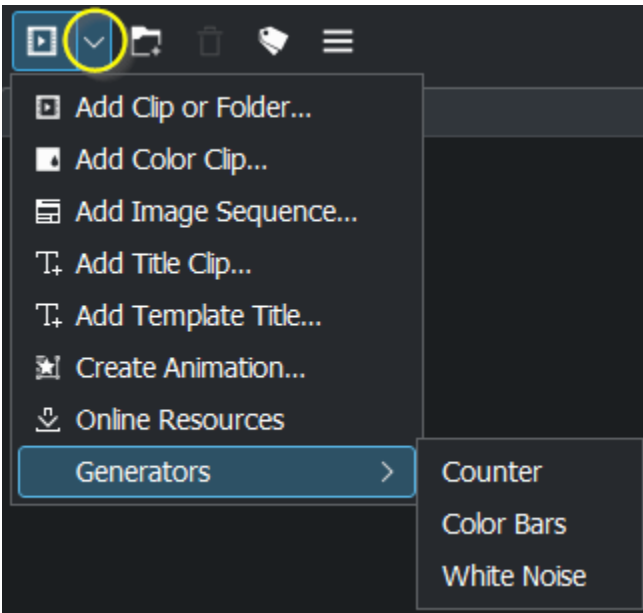 Add Clip or Folder...
Add Color Clip...
Add Image Sequence...
Add Title Clip...
Add Template Title...
Create Animation...
Online Resources
Generators
Counter
Color Bars
White Noise